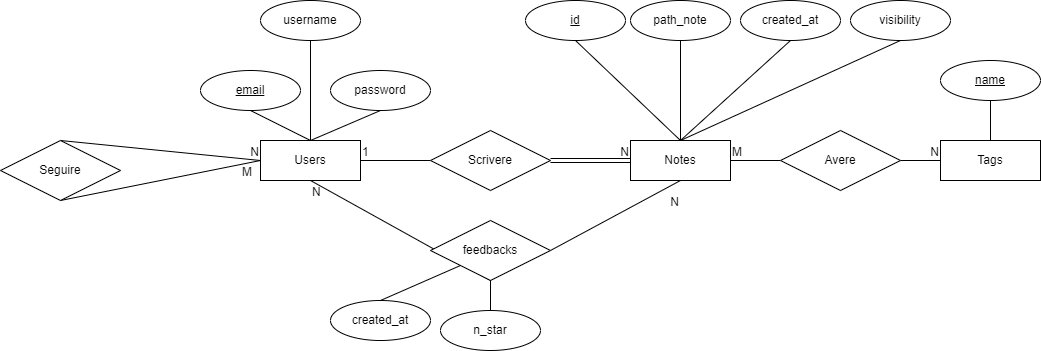 username
id
path_note
created_at
visibility
email
password
name
Seguire
N
M
Users
1
Scrivere
N
Notes
M
Avere
N
Tags
N
N
feedbacks
created_at
n_star